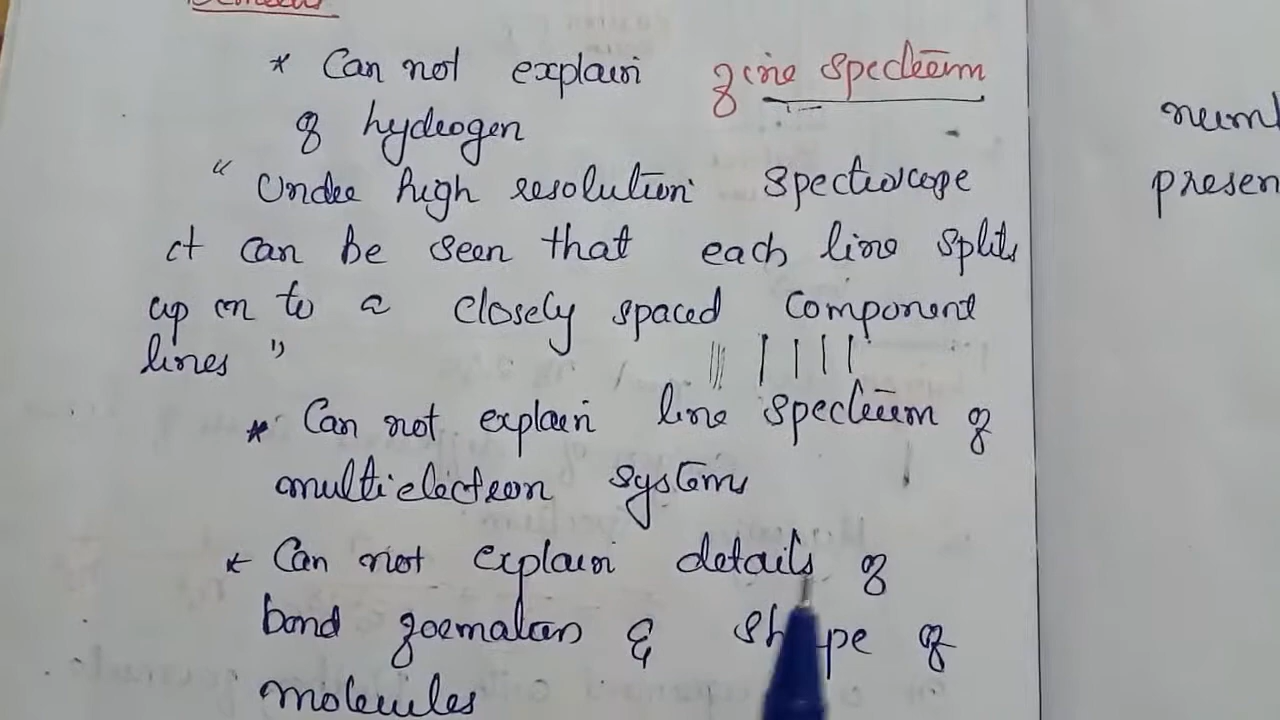 * Can not explain fine spectrum
of hydrogen
" Under high resolution spectroscope
it can be seen that each line splits
up in to a closely spaced component
lines "
* Can not explain line spectrum of
multielectron system
* Can not explain details of
bond formation & shape of
molecules
presen